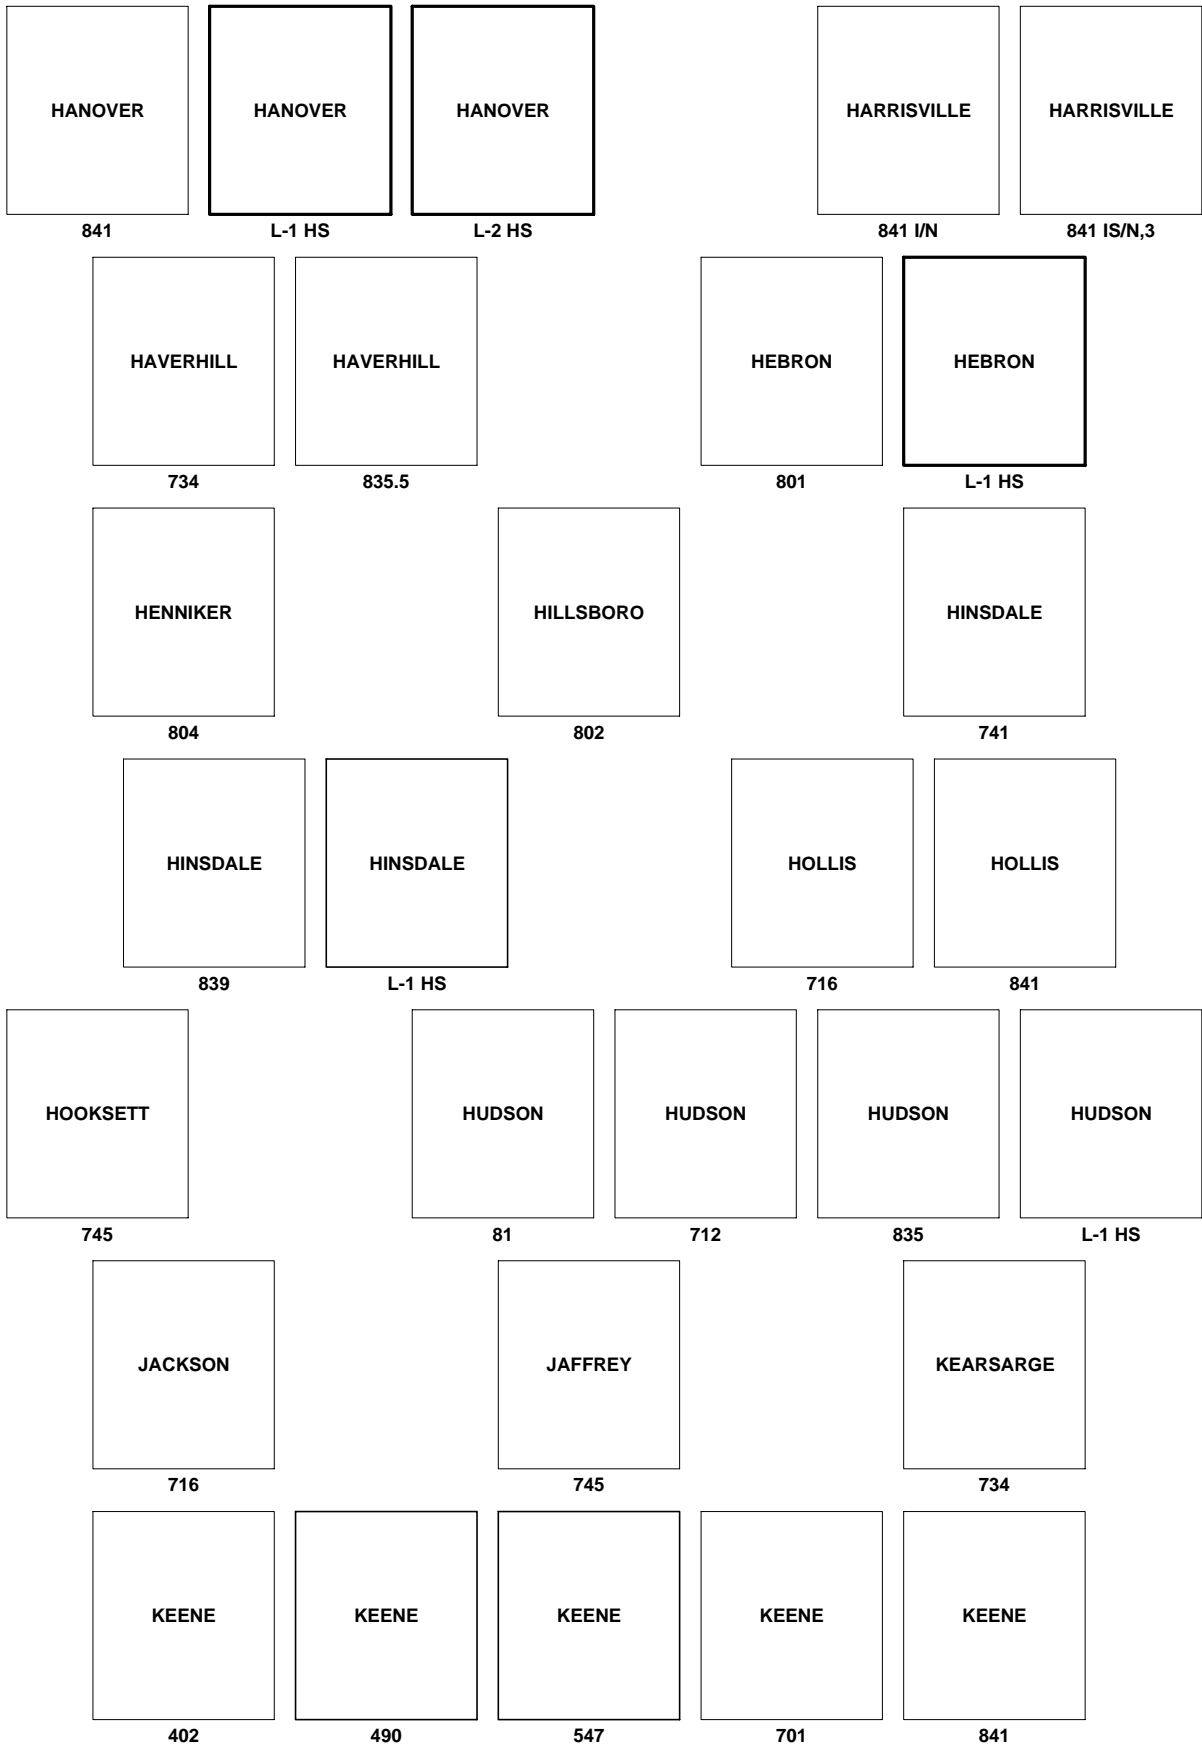 HANOVER HANOVER HANOVER HARRISVILLE HARRISVILLE
841 L-1 HS L-2 HS 841 I/N 841 IS/N,3
HAVERHILL HAVERHILL HEBRON HEBRON
734 835.5 801 L-1 HS
HENNIKER HILLSBORO HINSDALE
804 802 741
HINSDALE HINSDALE HOLLIS HOLLIS
839 L-1 HS 716 841
HOOKSETT HUDSON HUDSON HUDSON HUDSON
745 81 712 835 L-1 HS
JACKSON JAFFREY KEARSARGE
716 745 734
KEENE KEENE KEENE KEENE KEENE
402 490 547 701 841